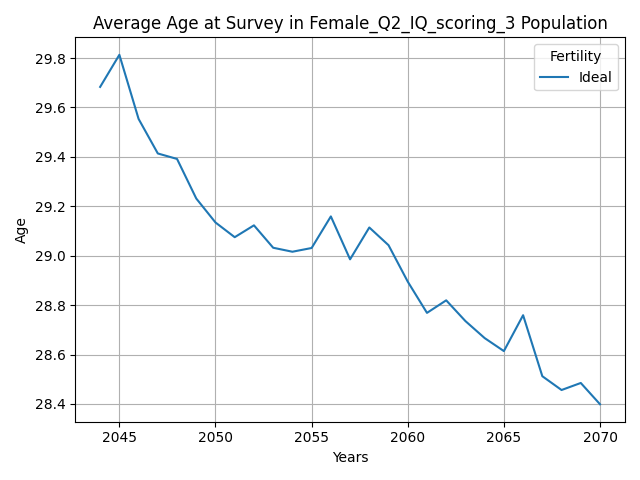 Average Age at Survey in Female_Q2_IQ_scoring_3 Population
Fertility
Ideal
29.8
29.6
29.4
29.2
29.0
28.8
28.6
28.4
Age
2045 2050 2055 2060 2065 2070
Years